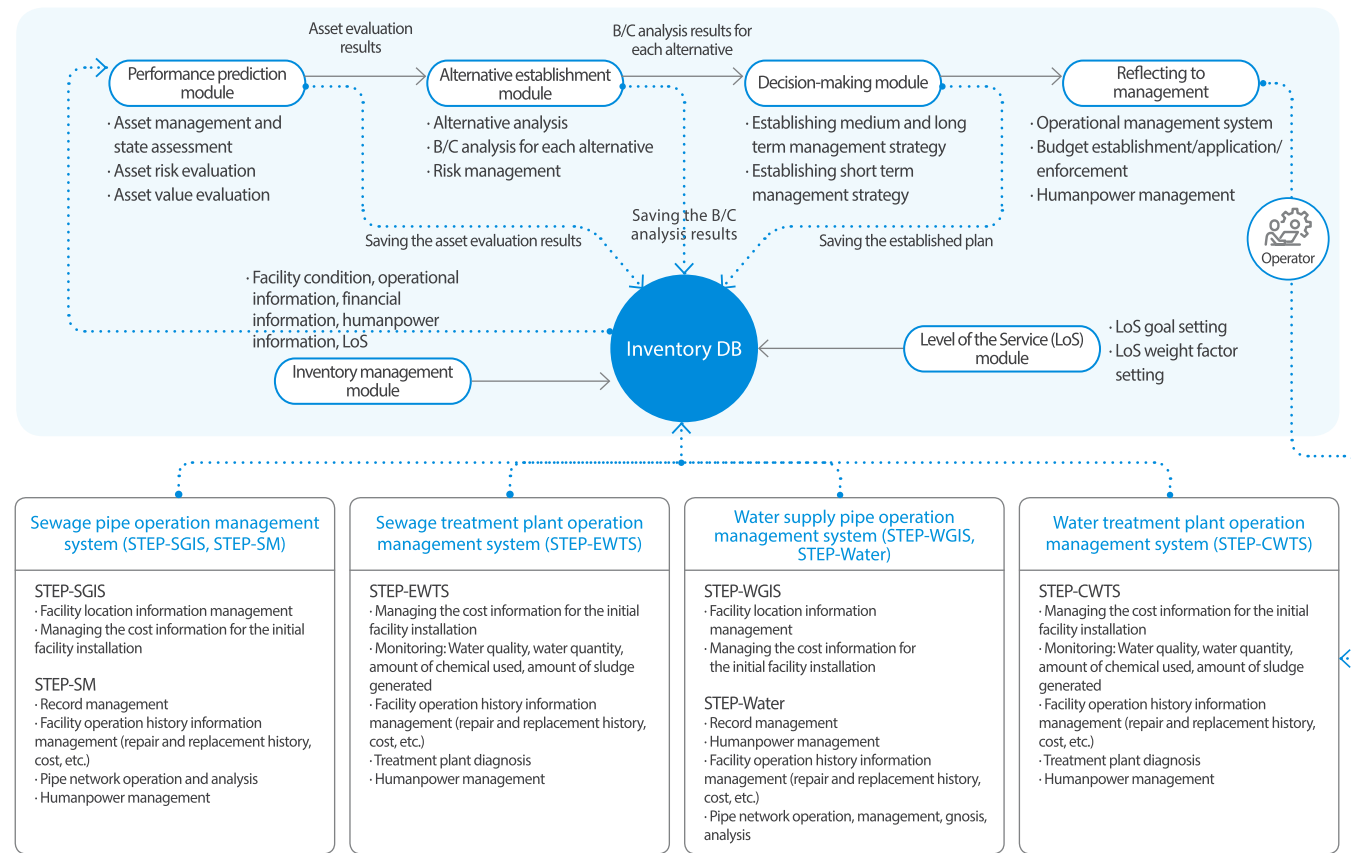 Asset evaluation
results
B/C analysis results for
each alternative
Performance prediction
module
Alternative establishment
module
Decision-making module
Reflecting to
management
· Asset management and
state assessment
· Asset risk evaluation
· Asset value evaluation
· Alternative analysis
· B/C analysis for each alternative
· Risk management
· Establishing medium and long
term management strategy
· Establishing short term
management strategy
· Operational management system
· Budget establishment/application/
enforcement
· Humanpower management
Saving the asset evaluation results
Saving the B/C
analysis results
Saving the established plan
Operator
· Facility condition, operational
information, financial
information, humanpower
information, LoS
Inventory management
module
Inventory DB
Level of the Service (LoS)
module
· LoS goal setting
· LoS weight factor
setting
Sewage pipe operation management
system (STEP-SGIS, STEP-SM)
STEP-SGIS
· Facility location information management
· Managing the cost information for the initial
facility installation
STEP-SM
· Record management
· Facility operation history information
management (repair and replacement history,
cost, etc.)
· Pipe network operation and analysis
· Humanpower management
Sewage treatment plant operation
management system (STEP-EWTS)
STEP-EWTS
· Managing the cost information for the initial
facility installation
· Monitoring: Water quality, water quantity,
amount of chemical used, amount of sludge
generated
· Facility operation history information
management (repair and replacement history,
cost, etc.)
· Treatment plant diagnosis
· Humanpower management
Water supply pipe operation
management system (STEP-WGIS,
STEP-Water)
STEP-WGIS
· Facility location information
management
· Managing the cost information for
the initial facility installation
STEP-Water
· Record management
· Humanpower management
· Facility operation history information
management (repair and replacement history,
cost, etc.)
· Pipe network operation, management, gnosis,
analysis
Water treatment plant operation
management system (STEP-CWTS)
STEP-CWTS
· Managing the cost information for the initial
facility installation
· Monitoring: Water quality, water quantity,
amount of chemical used, amount of sludge
generated
· Facility operation history information
management (repair and replacement history,
cost, etc.)
· Treatment plant diagnosis
· Humanpower management